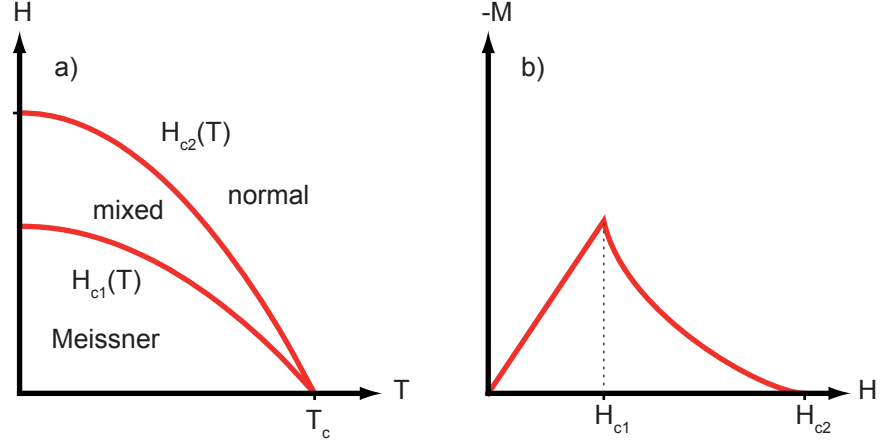 H
a)
H_c2(T)
normal
mixed
H_c1(T)
Meissner
T
T_c
-M
b)
H
H_c1
H_c2